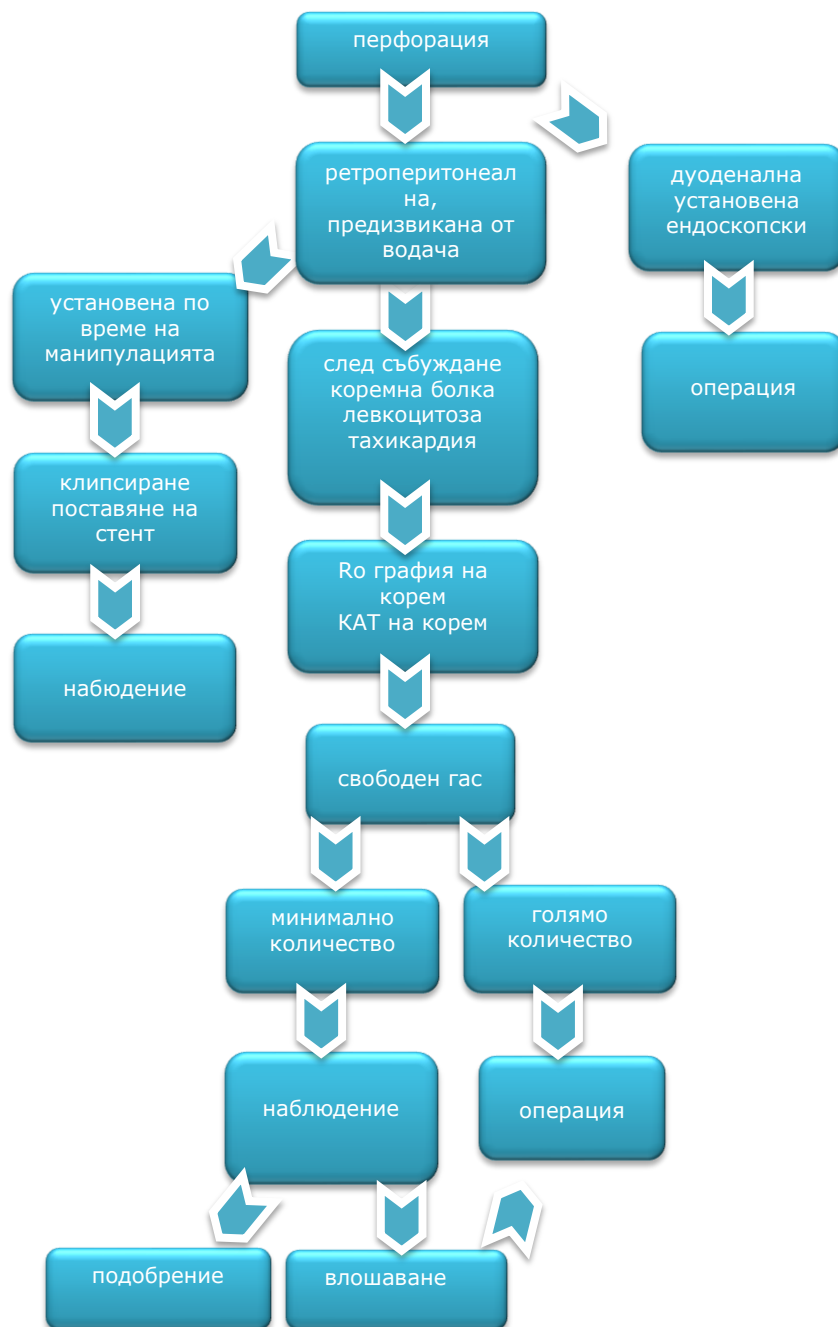 перфорация
ретроперитонеал
на,
предизвикана от
водача
дуоденална
установена
ендоскопски
установена по
време на
манипулацията
след събуждане
коремна болка
левкоцитоза
тахикардия
операция
клипсиране
поставяне на
стент
Ro графия на
корем
КАТ на корем
набюдение
свободен гас
минимално
количество
голямо
количество
наблюдение
операция
подобрение
влошаване